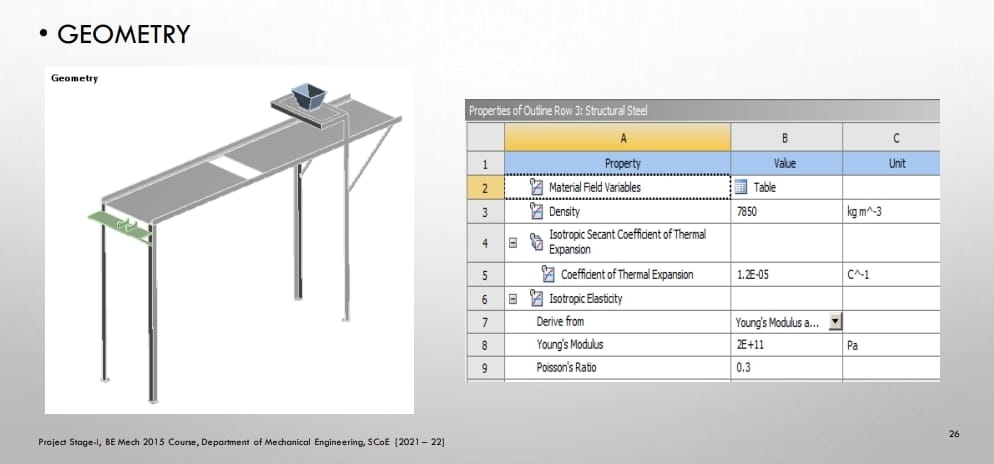 • GEOMETRY
Geometry
Properties of Outline Row 3: Structural Steel
A B C
1 Property Value Unit
2 Material Field Variables Table
3 Density 7850 kg m^-3
4 Isotropic Secant Coefficient of Thermal
Expansion
5 Coefficient of Thermal Expansion 1.2E-05 C^-1
6 Isotropic Elasticity
7 Derive from Young's Modulus a...
8 Young's Modulus 2E+11 Pa
9 Poisson's Ratio 0.3
Project Stage-I, BE Mech 2015 Course, Department of Mechanical Engineering, SCoE [2021 – 22]
26